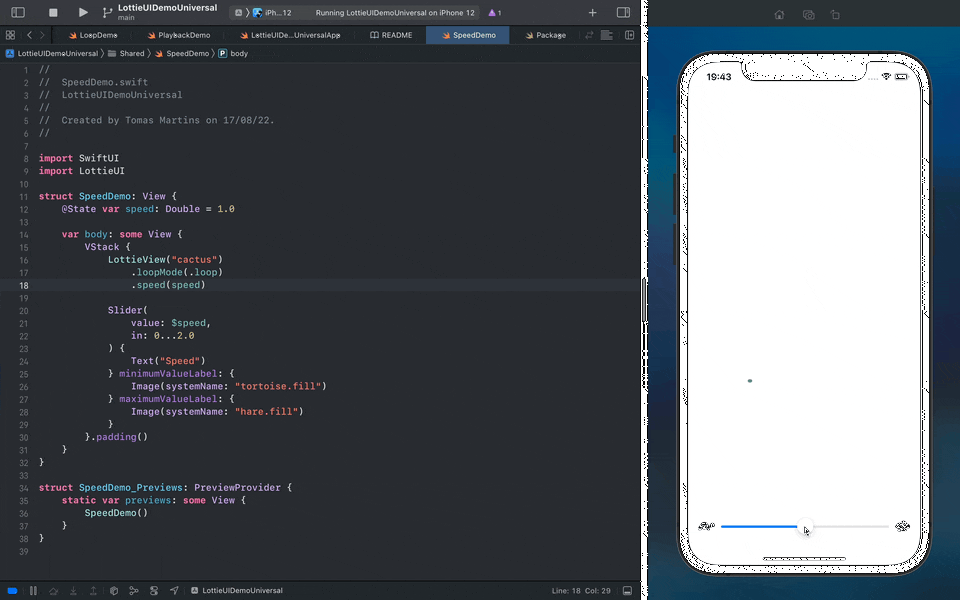 LottieUIDemoUniversal
main
iPh...12
Running LottieUIDemoUniversal on iPhone 12
1
LoopDemo
PlaybackDemo
LottieUIDe...UniversalApp
README
SpeedDemo
Package
LottieUIDemoUniversal
Shared
SpeedDemo
P
body
1 //
2 // SpeedDemo.swift
3 // LottieUIDemoUniversal
4 //
5 // Created by Tomas Martins on 17/08/22.
6 //
7
8 import SwiftUI
9 import LottieUI
10
11 struct SpeedDemo: View {
12 @State var speed: Double = 1.0
13
14 var body: some View {
15 VStack {
16 LottieView("cactus")
17 .loopMode(.loop)
18 .speed(speed)
19
20 Slider(
21 value: $speed,
22 in: 0...2.0
23 ) {
24 Text("Speed")
25 } minimumValueLabel: {
26 Image(systemName: "tortoise.fill")
27 } maximumValueLabel: {
28 Image(systemName: "hare.fill")
29 }
30 }.padding()
31 }
32 }
33
34 struct SpeedDemo_Previews: PreviewProvider {
35 static var previews: some View {
36 SpeedDemo()
37 }
38 }
39
LottieUIDemoUniversal
Line: 18 Col: 29
19:43